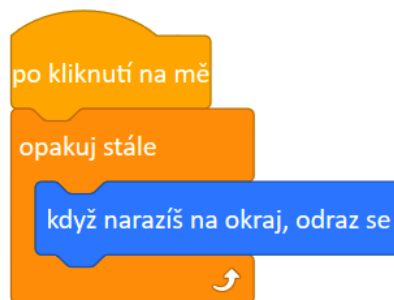 po kliknutí na mě
opakuj stále
když narazíš na okraj, odraz se